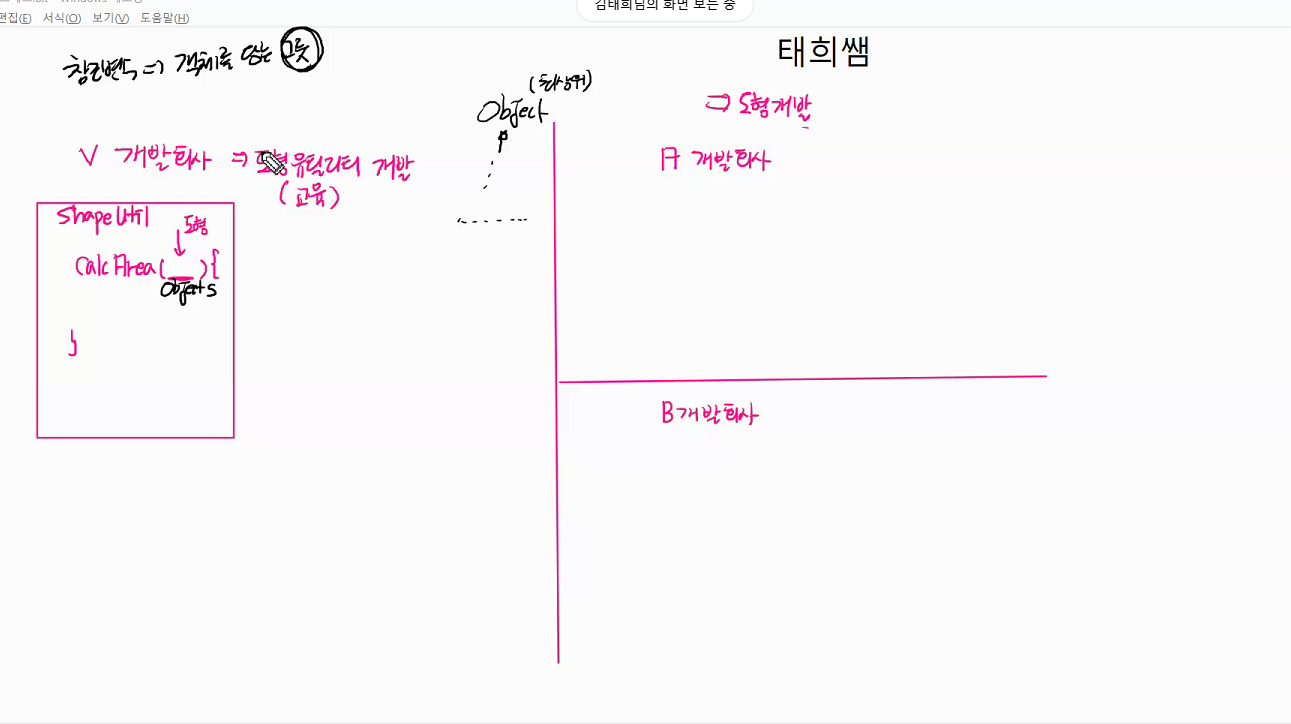 편집(E) 서식(O) 보기(V) 도움말(H)
김태희님의 화면 보는 중
참조변수 => 객체를 담는 그릇
태희쌤
=> 도형개발
(최상위)
Object
V 개발회사 => 도형유틸리티 개발
(교육)
A 개발회사
ShapeUtil
도형
CalcArea( ){
Object s
}
B 개발회사